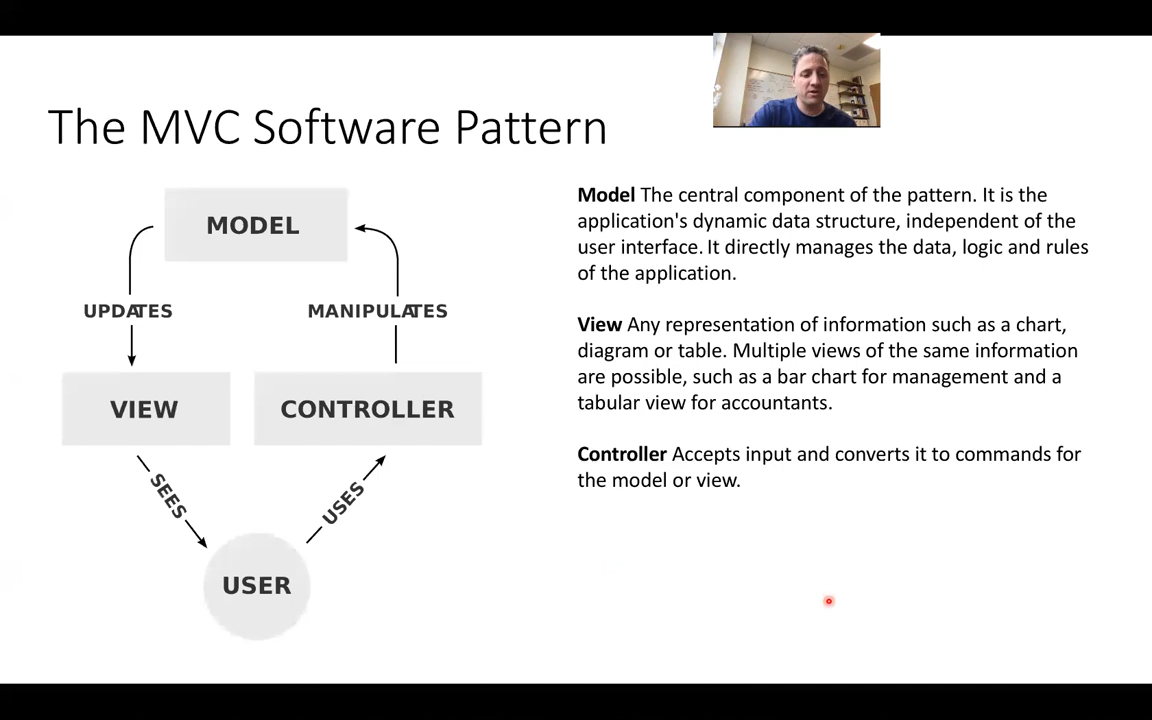 The MVC Software Pattern
MODEL
UPDATES
MANIPULATES
VIEW
CONTROLLER
SEES
USES
USER
Model The central component of the pattern. It is the
application's dynamic data structure, independent of the
user interface. It directly manages the data, logic and rules
of the application.
View Any representation of information such as a chart,
diagram or table. Multiple views of the same information
are possible, such as a bar chart for management and a
tabular view for accountants.
Controller Accepts input and converts it to commands for
the model or view.